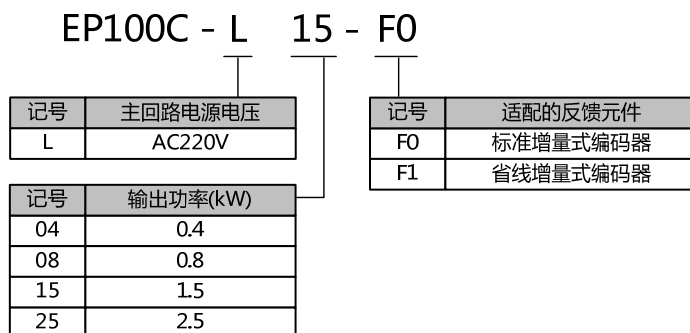 EP100C - L 15 - F0
记号 主回路电源电压
L AC220V
记号 输出功率(kW)
04 0.4
08 0.8
15 1.5
25 2.5
记号 适配的反馈元件
F0 标准增量式编码器
F1 省线增量式编码器